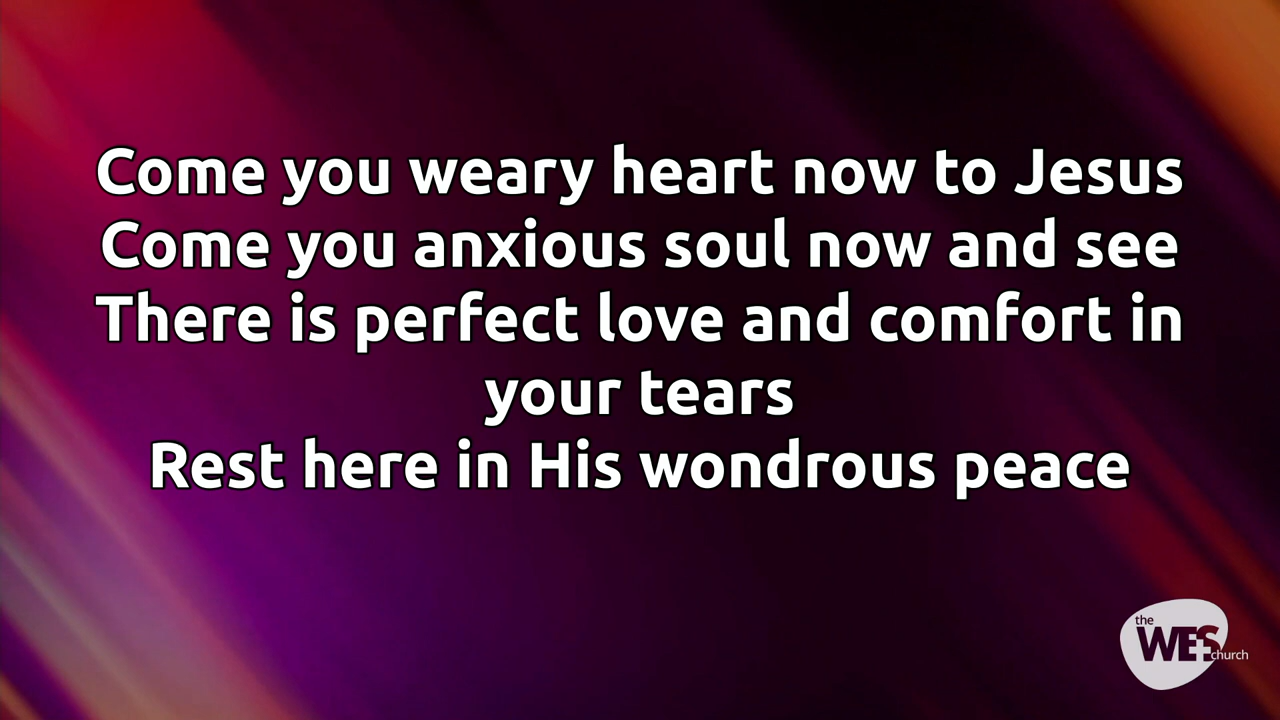 Come you weary heart now to Jesus
Come you anxious soul now and see
There is perfect love and comfort in
your tears
Rest here in His wondrous peace
the
WES
church